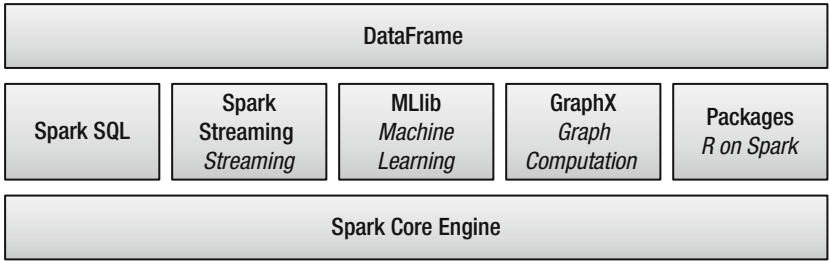 DataFrame
Spark SQL
Spark
Streaming
Streaming
MLlib
Machine
Learning
GraphX
Graph
Computation
Packages
R on Spark
Spark Core Engine